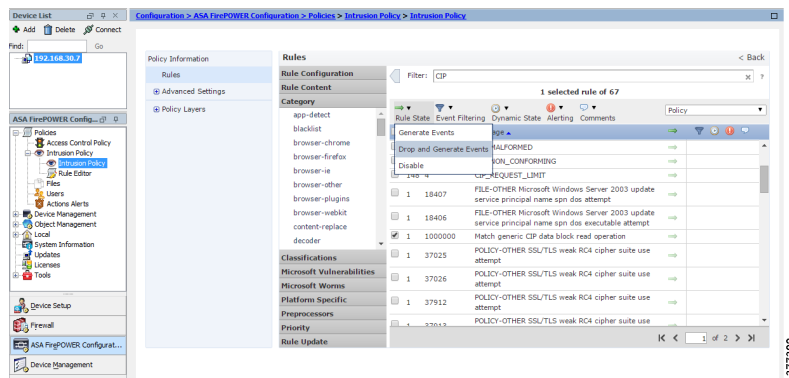 Device List
Configuration > ASA FirePOWER Configuration > Policies > Intrusion Policy > Intrusion Policy
Add Delete Connect
Find: Go
192.168.30.7
ASA FirePOWER Config...
Policies
Access Control Policy
Intrusion Policy
Intrusion Policy
Rule Editor
Files
Users
Actions Alerts
Device Management
Object Management
Local
System Information
Updates
Licenses
Tools
Device Setup
Firewall
ASA FirePOWER Configurat...
Device Management
Policy Information
Rules
Advanced Settings
Policy Layers
Rules
< Back
Rule Configuration
Rule Content
Category
app-detect
blacklist
browser-chrome
browser-firefox
browser-ie
browser-other
browser-plugins
browser-webkit
content-replace
decoder
Classifications
Microsoft Vulnerabilities
Microsoft Worms
Platform Specific
Preprocessors
Priority
Rule Update
Filter: CIP x ?
1 selected rule of 67
Rule State Event Filtering Dynamic State Alerting Comments
Policy
Generate Events
Drop and Generate Events
Disable
age
MALFORMED
NON_CONFORMING
148 4 CIP_REQUEST_LIMIT
1 18407 FILE-OTHER Microsoft Windows Server 2003 update service principal name spn dos attempt
1 18406 FILE-OTHER Microsoft Windows Server 2003 update service principal name spn dos executable attempt
1 1000000 Match generic CIP data block read operation
1 37025 POLICY-OTHER SSL/TLS weak RC4 cipher suite use attempt
1 37026 POLICY-OTHER SSL/TLS weak RC4 cipher suite use attempt
1 37912 POLICY-OTHER SSL/TLS weak RC4 cipher suite use attempt
1 37913 POLICY-OTHER SSL/TLS weak RC4 cipher suite use
1 of 2